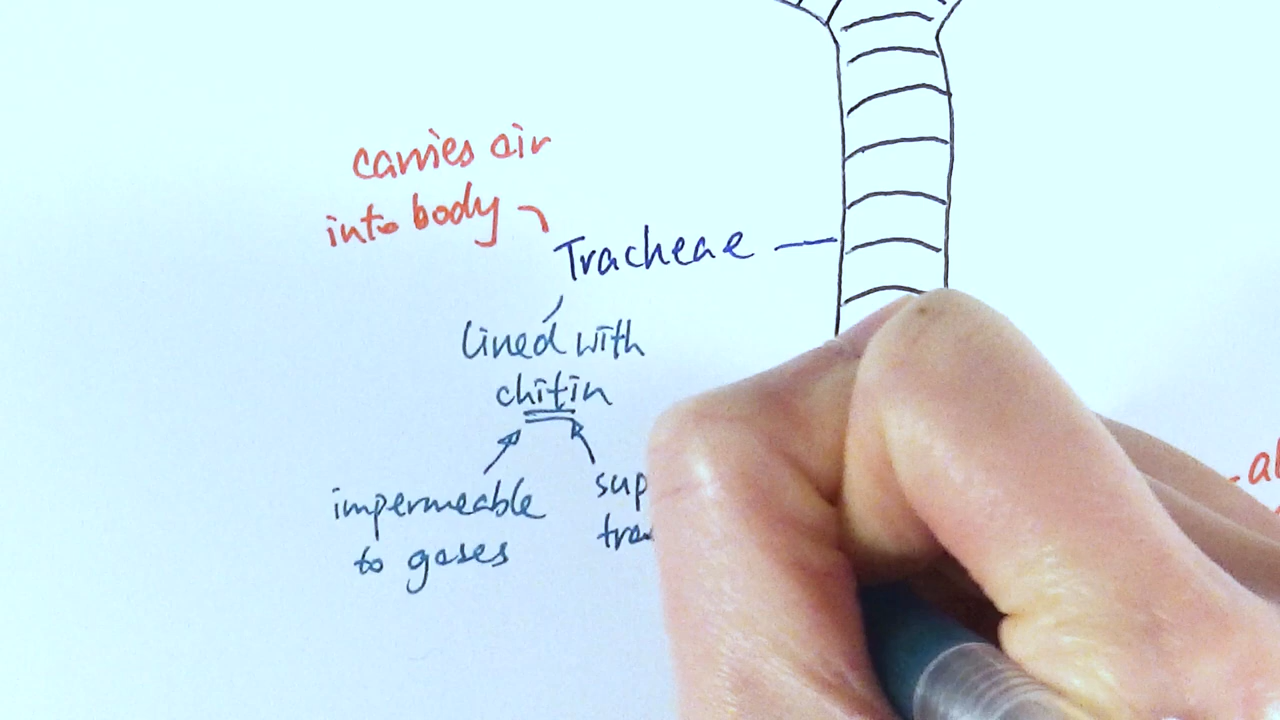 carries air
into body
Tracheae
lined with
chitin
impermeable
to gases